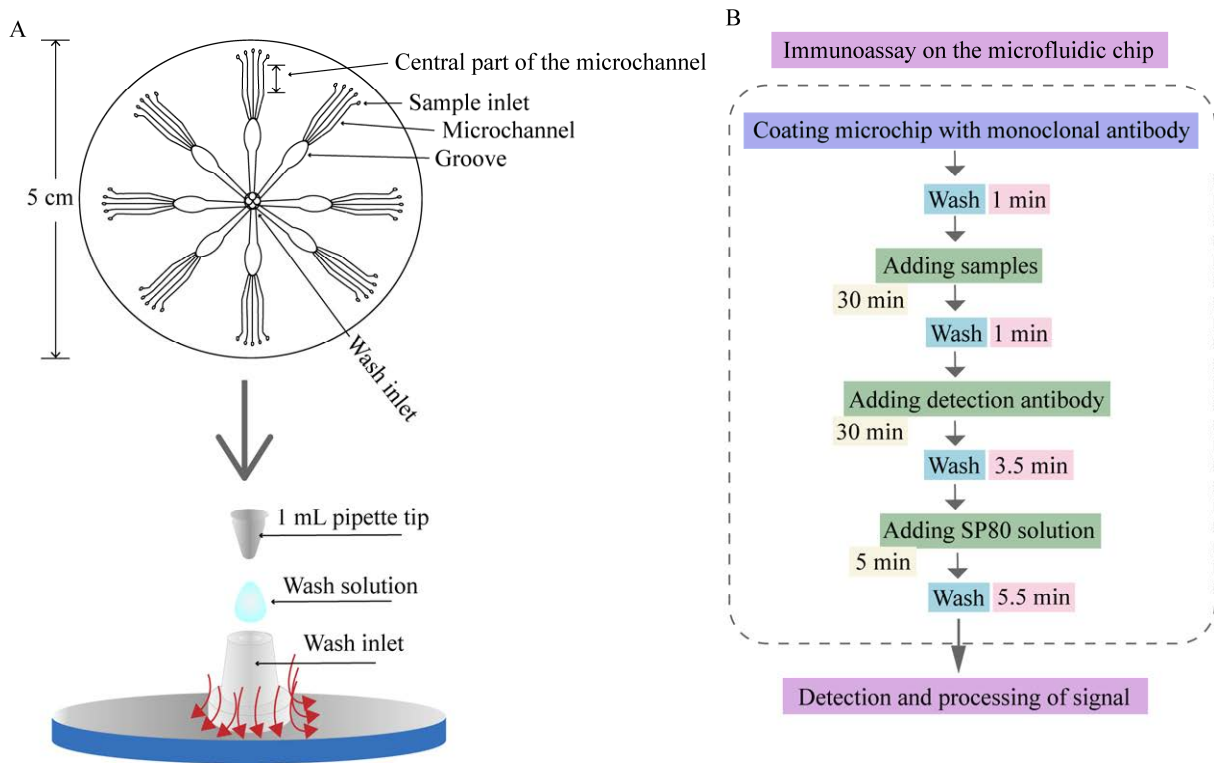 A
5 cm
Central part of the microchannel
Sample inlet
Microchannel
Groove
Wash inlet
1 mL pipette tip
Wash solution
Wash inlet
B
Immunoassay on the microfluidic chip
Coating microchip with monoclonal antibody
Wash 1 min
Adding samples
30 min
Wash 1 min
Adding detection antibody
30 min
Wash 3.5 min
Adding SP80 solution
5 min
Wash 5.5 min
Detection and processing of signal